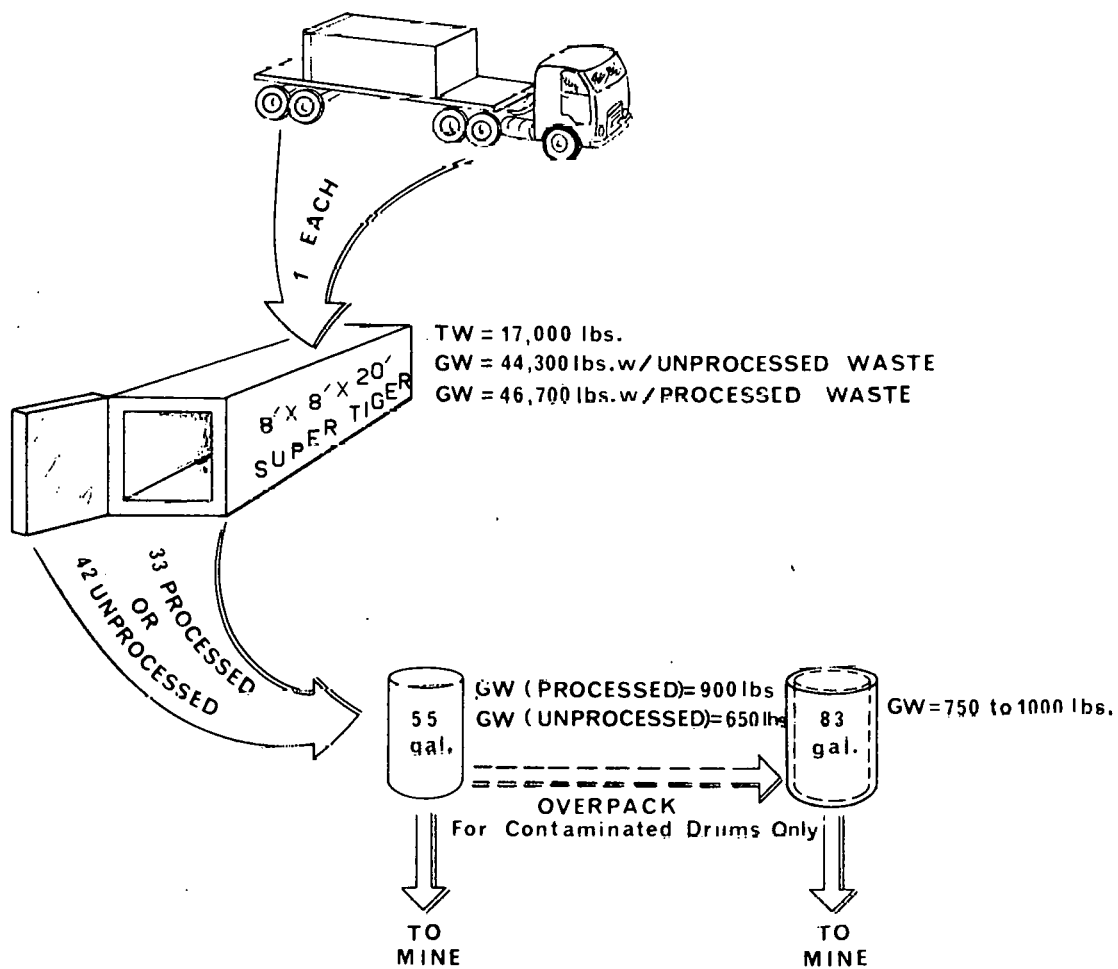 1 EACH
TW = 17,000 lbs.
GW = 44,300 lbs. w/ UNPROCESSED WASTE
GW = 46,700 lbs. w/ PROCESSED WASTE
8' X 8' X 20'
SUPER TIGER
33 PROCESSED
OR
42 UNPROCESSED
55
gal.
GW (PROCESSED)=900 lbs
GW (UNPROCESSED)=650 lbs
83
gal.
GW=750 to 1000 lbs.
OVERPACK
For Contaminated Drums Only
TO
MINE
TO
MINE